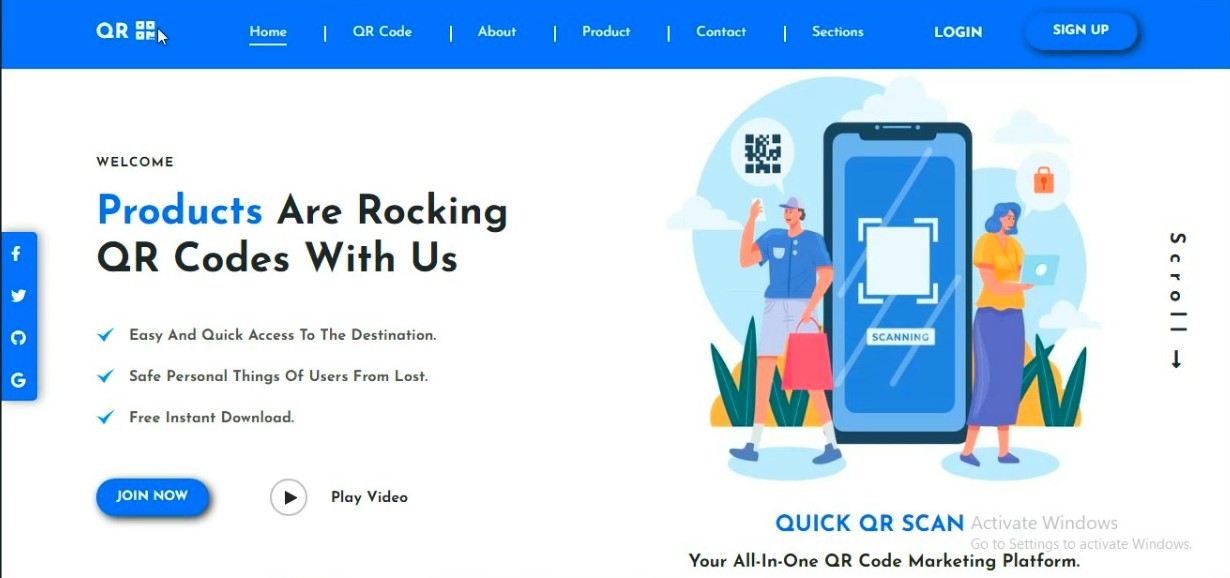 QR
Home
QR Code
About
Product
Contact
Sections
LOGIN
SIGN UP
WELCOME
Products Are Rocking
QR Codes With Us
Easy And Quick Access To The Destination.
Safe Personal Things Of Users From Lost.
Free Instant Download.
JOIN NOW
Play Video
SCANNING
Scroll
QUICK QR SCAN
Your All-In-One QR Code Marketing Platform.
Activate Windows
Go to Settings to activate Windows.